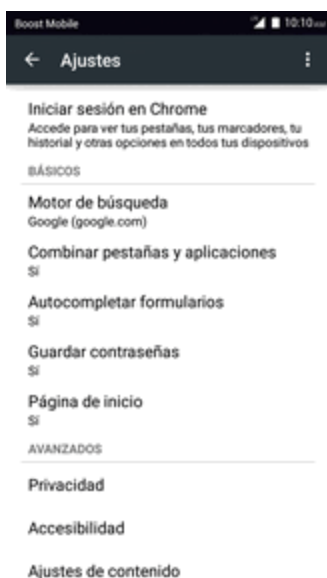 Boost Mobile
10:10
Ajustes
Iniciar sesión en Chrome
Accede para ver tus pestañas, tus marcadores, tu
historial y otras opciones en todos tus dispositivos
BÁSICOS
Motor de búsqueda
Google (google.com)
Combinar pestañas y aplicaciones
Sí
Autocompletar formularios
Sí
Guardar contraseñas
Sí
Página de inicio
Sí
AVANZADOS
Privacidad
Accesibilidad
Ajustes de contenido